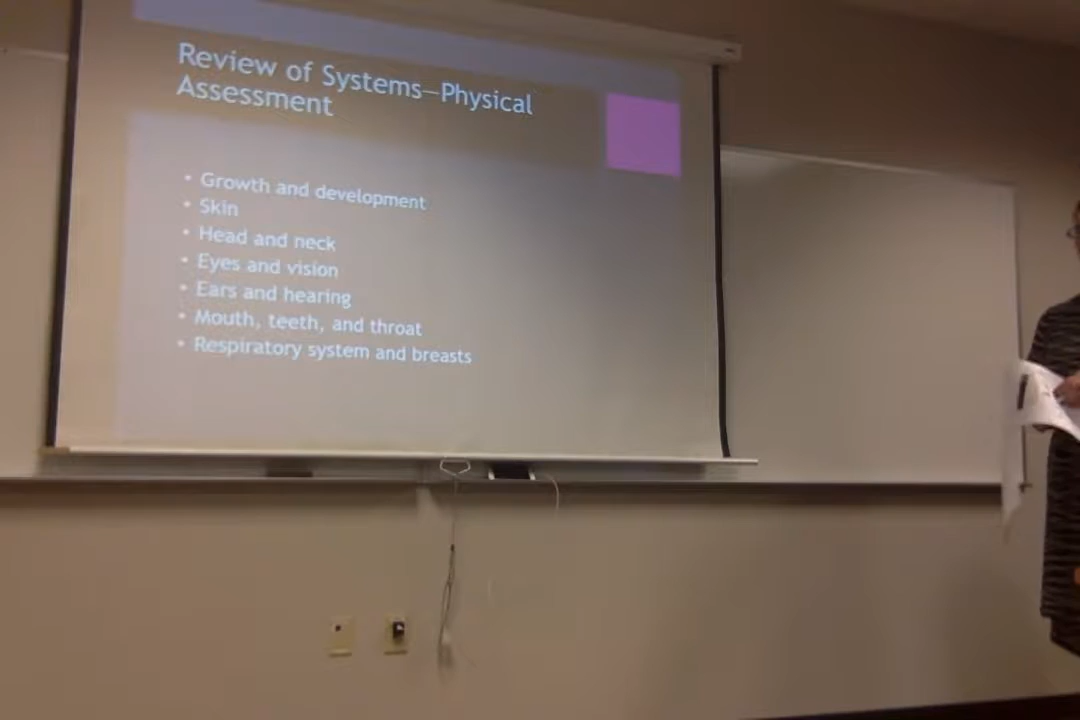 Review of Systems—Physical
Assessment
• Growth and development
• Skin
• Head and neck
• Eyes and vision
• Ears and hearing
• Mouth, teeth, and throat
• Respiratory system and breasts